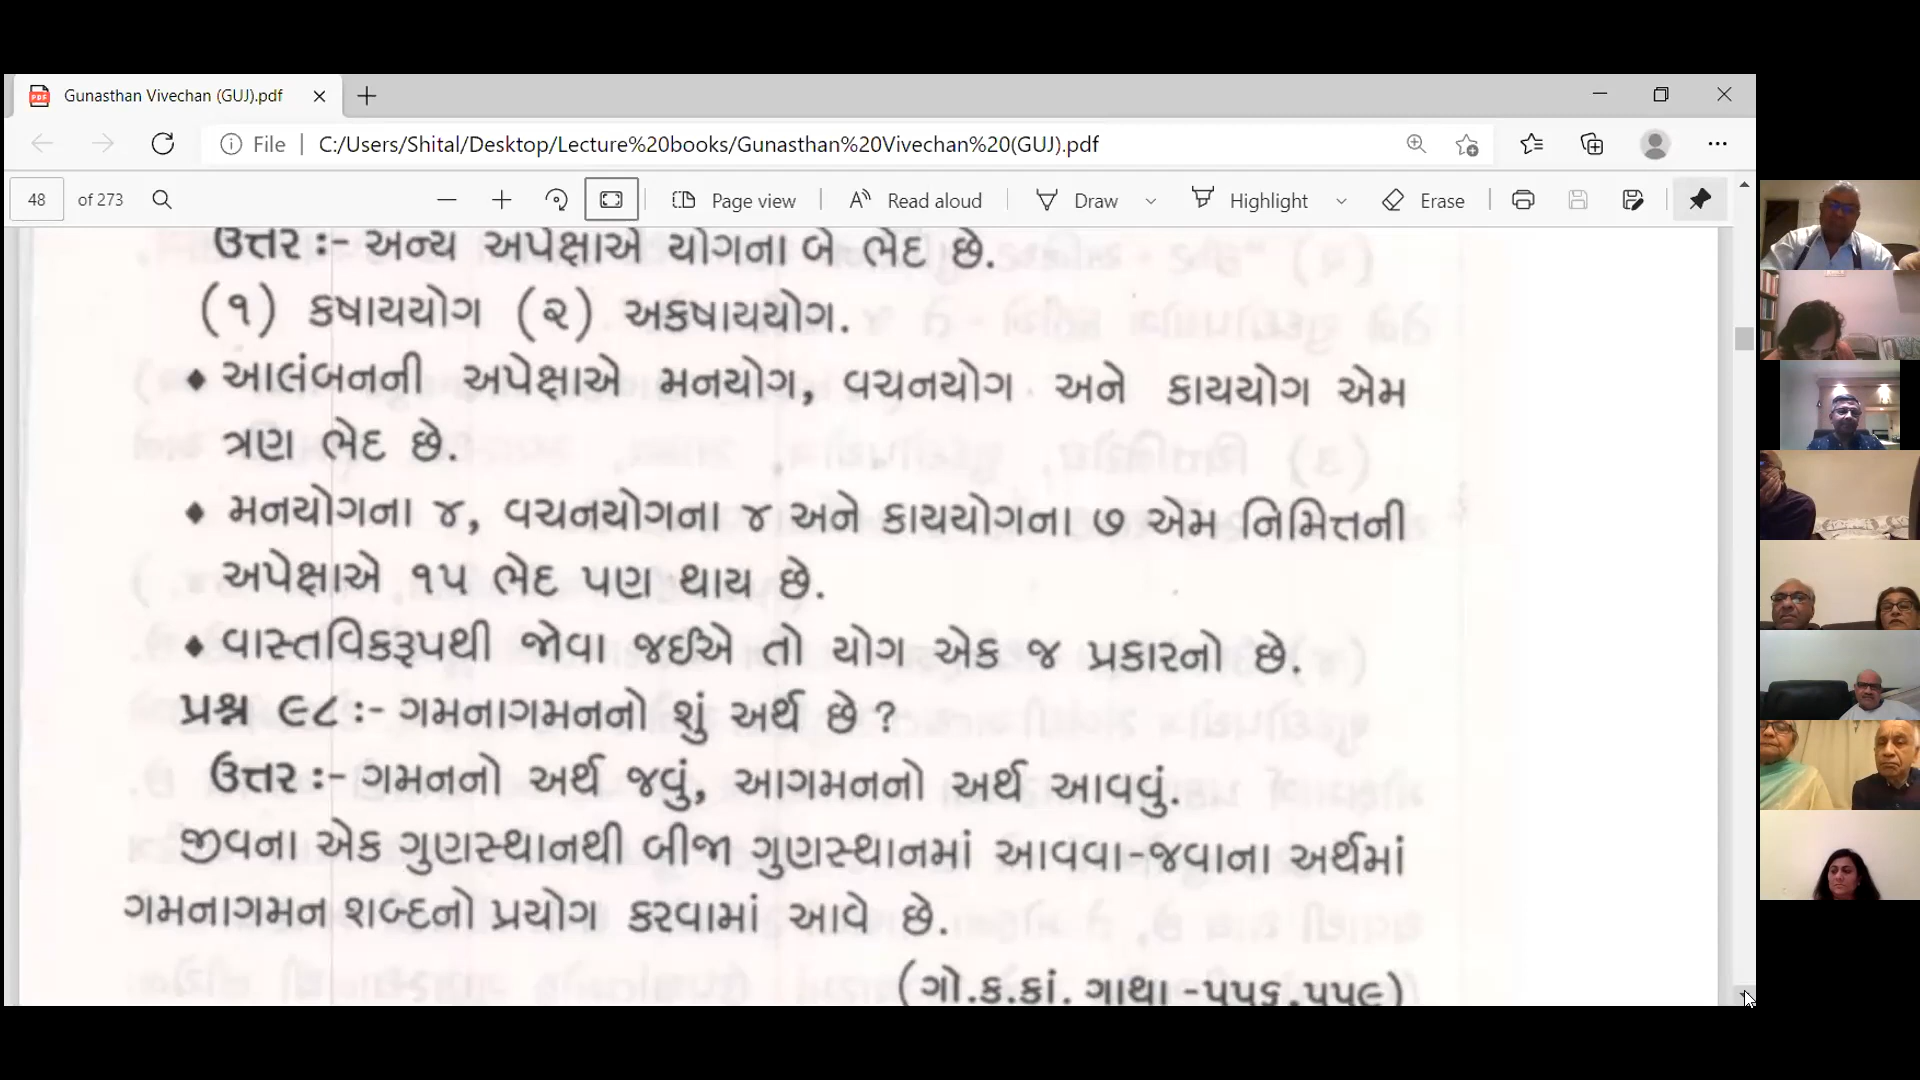 Gunasthan Vivechan (GUJ).pdf
File | C:/Users/Shital/Desktop/Lecture%20books/Gunasthan%20Vivechan%20(GUJ).pdf
48 of 273 Page view Read aloud Draw Highlight Erase
ઉત્તર :- અન્ય અપેક્ષાએ યોગના બે ભેદ છે.
(૧) કષાયયોગ (૨) અકષાયયોગ.
♦ આલંબનની અપેક્ષાએ મનયોગ, વચનયોગ અને કાયયોગ એમ
ત્રણ ભેદ છે.
♦ મનયોગના ૪, વચનયોગના ૪ અને કાયયોગના ૭ એમ નિમિત્તની
અપેક્ષાએ ૧૫ ભેદ પણ થાય છે.
♦ વાસ્તવિકરૂપથી જોવા જઈએ તો યોગ એક જ પ્રકારનો છે.
પ્રશ્ન ૯૮ :- ગમનાગમનનો શું અર્થ છે ?
ઉત્તર :- ગમનનો અર્થ જવું, આગમનનો અર્થ આવવું.
જીવના એક ગુણસ્થાનથી બીજા ગુણસ્થાનમાં આવવા-જવાના અર્થમાં
ગમનાગમન શબ્દનો પ્રયોગ કરવામાં આવે છે.
(ગો.ક.કાં. ગાથા -૫૫૬.૫૫૯)